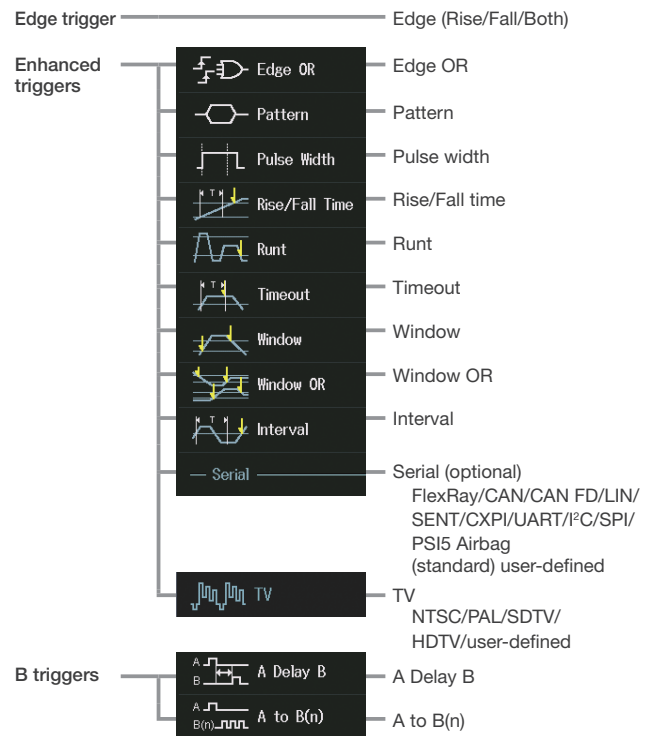 Edge trigger Edge (Rise/Fall/Both)
Enhanced triggers
Edge OR Edge OR
Pattern Pattern
Pulse Width Pulse width
T Rise/Fall Time Rise/Fall time
Runt Runt
T Timeout Timeout
Window Window
Window OR Window OR
T Interval Interval
Serial Serial (optional)
FlexRay/CAN/CAN FD/LIN/
SENT/CXPI/UART/I²C/SPI/
PSI5 Airbag
(standard) user-defined
TV TV
NTSC/PAL/SDTV/
HDTV/user-defined
B triggers
A B A Delay B A Delay B
A B(n) A to B(n) A to B(n)